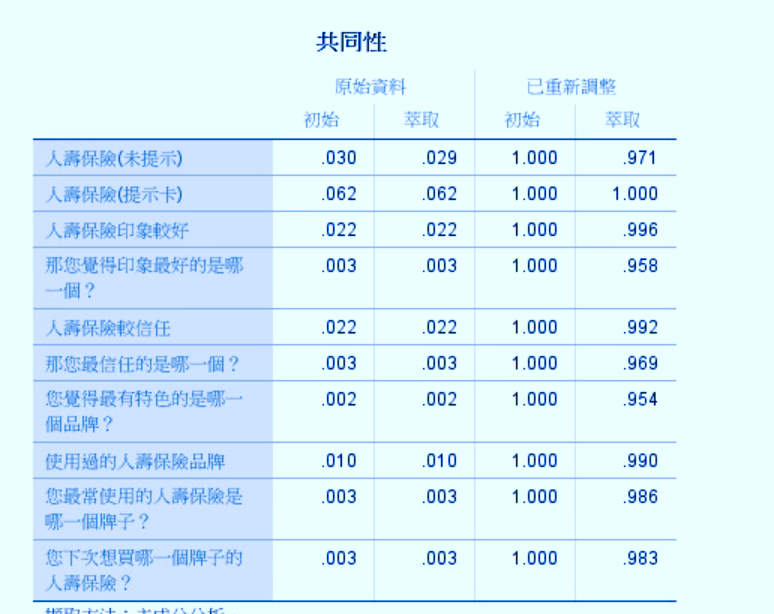 共同性
原始資料 已重新調整
初始 萃取 初始 萃取
人壽保險(未提示) .030 .029 1.000 .971
人壽保險(提示卡) .062 .062 1.000 1.000
人壽保險印象較好 .022 .022 1.000 .996
那您覺得印象最好的是哪 .003 .003 1.000 .958
一個？
人壽保險較信任 .022 .022 1.000 .992
那您最信任的是哪一個？ .003 .003 1.000 .969
您覺得最有特色的是哪一 .002 .002 1.000 .954
個品牌？
使用過的人壽保險品牌 .010 .010 1.000 .990
您最常使用的人壽保險是 .003 .003 1.000 .986
哪一個牌子？
您下次想買哪一個牌子的 .003 .003 1.000 .983
人壽保險？